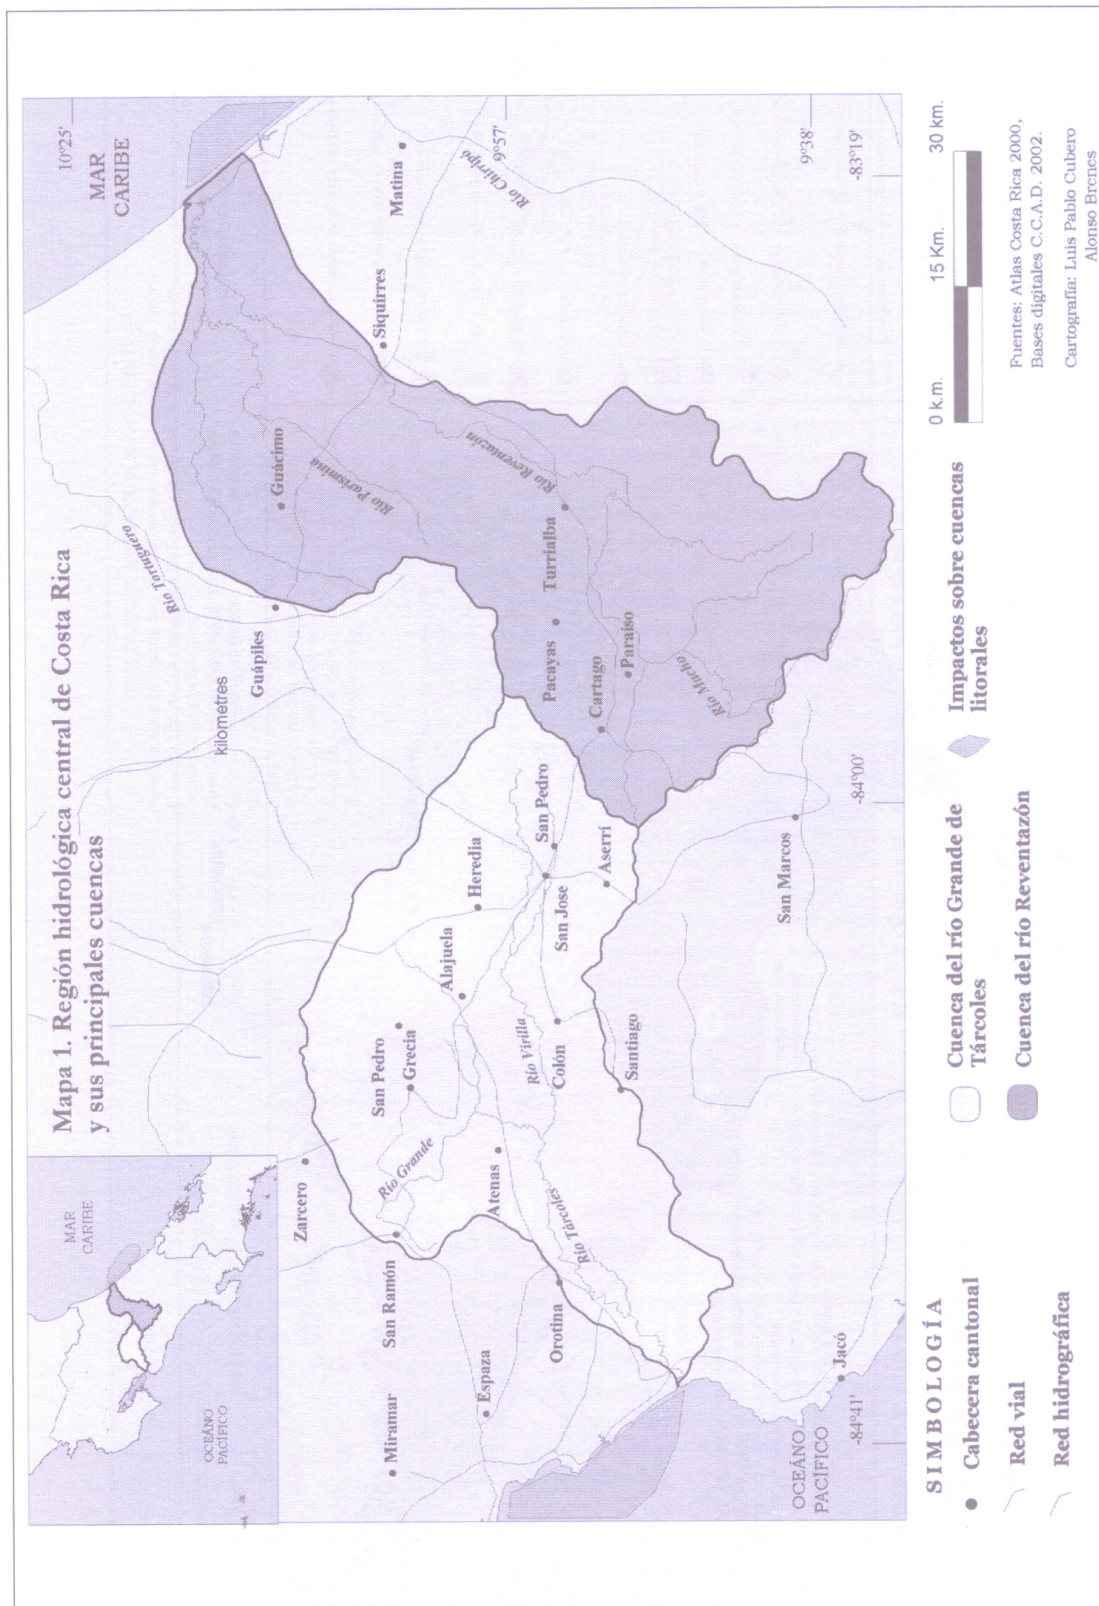 Mapa 1. Región hidrológica central de Costa Rica
y sus principales cuencas
MAR
CARIBE
OCEÁNO
PACÍFICO
MAR
CARIBE
10°25'
9°57'
9°38'
-83°19'
-84°00'
-84°41'
kilometres
Río Tortuguero
Guápiles
Guácimo
Río Parismina
Siquirres
Matina
Río Chirripó
Río Reventazón
Turrialba
Pacayas
Cartago
Paraíso
Río Macho
Zarcero
San Ramón
Miramar
Espaza
Orotina
Río Grande
San Pedro
Grecia
Alajuela
Heredia
Atenas
Río Virilla
Río Tárcoles
Colón
San Jose
San Pedro
Aserrí
Santiago
San Marcos
Jacó
OCEÁNO
PACÍFICO
SIMBOLOGÍA
Cabecera cantonal
Red vial
Red hidrográfica
Cuenca del río Grande de
Tárcoles
Cuenca del río Reventazón
Impactos sobre cuencas
litorales
0 k.m. 15 Km. 30 km.
Fuentes: Atlas Costa Rica 2000,
Bases digitales C.C.A.D. 2002.
Cartografía: Luis Pablo Cubero
Alonso Brenes